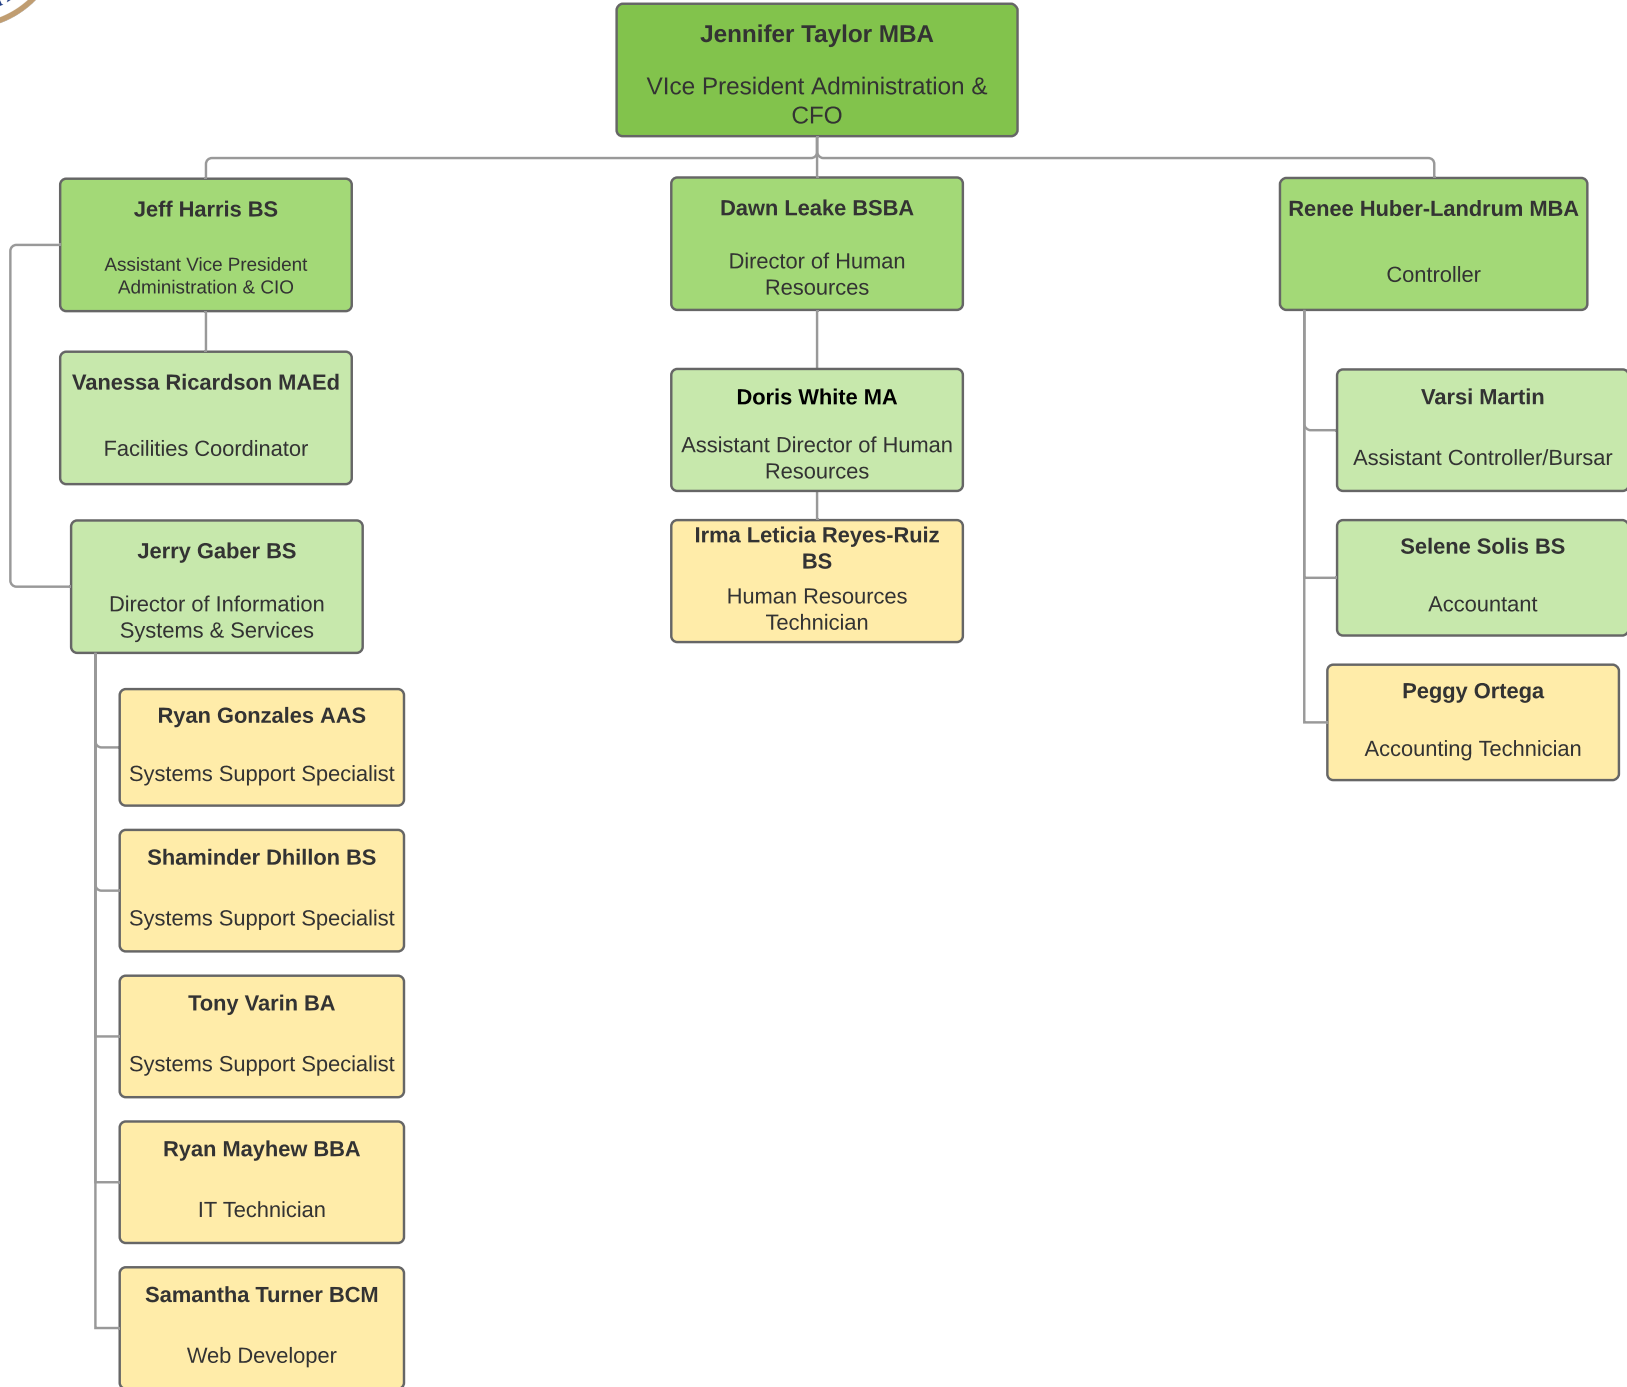 Jennifer Taylor MBA
VIce President Administration &
CFO
Jeff Harris BS
Assistant Vice President
Administration & CIO
Dawn Leake BSBA
Director of Human
Resources
Renee Huber-Landrum MBA
Controller
Vanessa Ricardson MAEd
Facilities Coordinator
Doris White MA
Assistant Director of Human
Resources
Varsi Martin
Assistant Controller/Bursar
Jerry Gaber BS
Director of Information
Systems & Services
Irma Leticia Reyes-Ruiz
BS
Human Resources
Technician
Selene Solis BS
Accountant
Peggy Ortega
Accounting Technician
Ryan Gonzales AAS
Systems Support Specialist
Shaminder Dhillon BS
Systems Support Specialist
Tony Varin BA
Systems Support Specialist
Ryan Mayhew BBA
IT Technician
Samantha Turner BCM
Web Developer